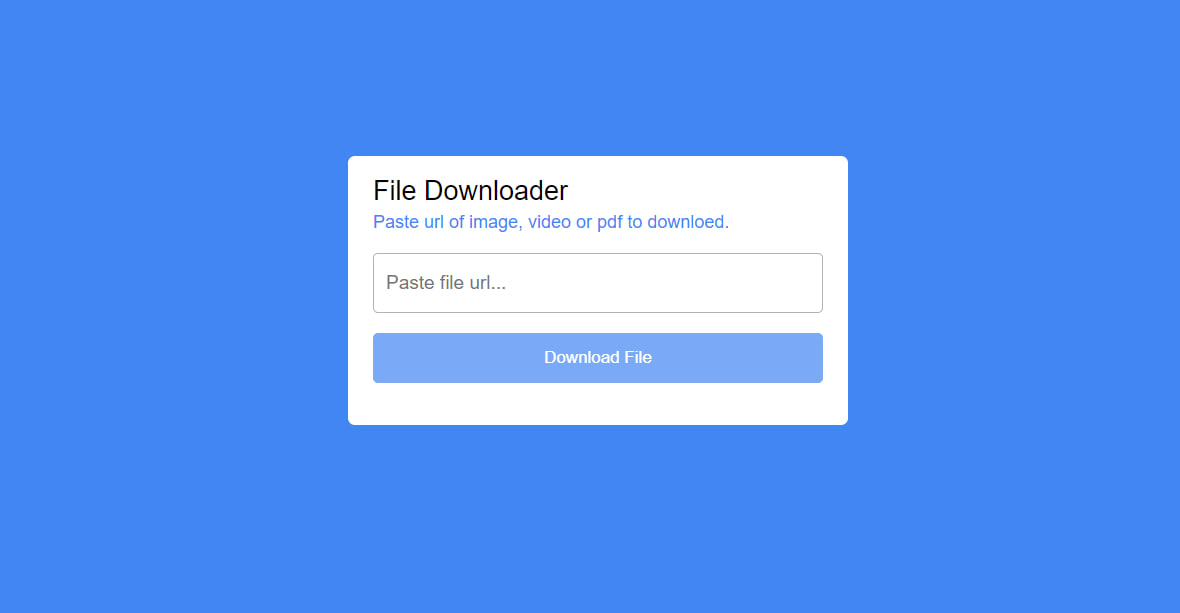 File Downloader
Paste url of image, video or pdf to downloed.
Paste file url...
Download File